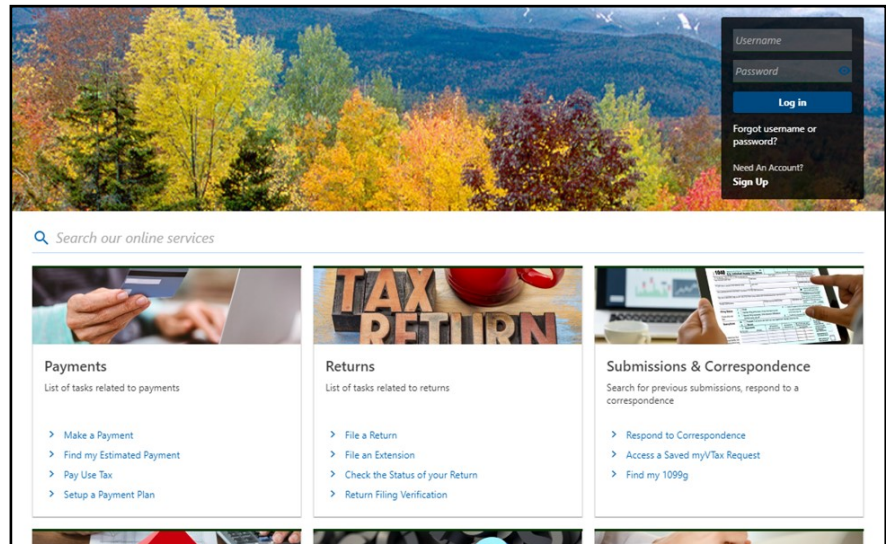 Username
Password
Log in
Forgot username or
password?
Need An Account?
Sign Up
Search our online services
TAX
RETURN
1040
Payments
List of tasks related to payments
Make a Payment
Find my Estimated Payment
Pay Use Tax
Setup a Payment Plan
Returns
List of tasks related to returns
File a Return
File an Extension
Check the Status of your Return
Return Filing Verification
Submissions & Correspondence
Search for previous submissions, respond to a
correspondence
Respond to Correspondence
Access a Saved myVTax Request
Find my 1099g